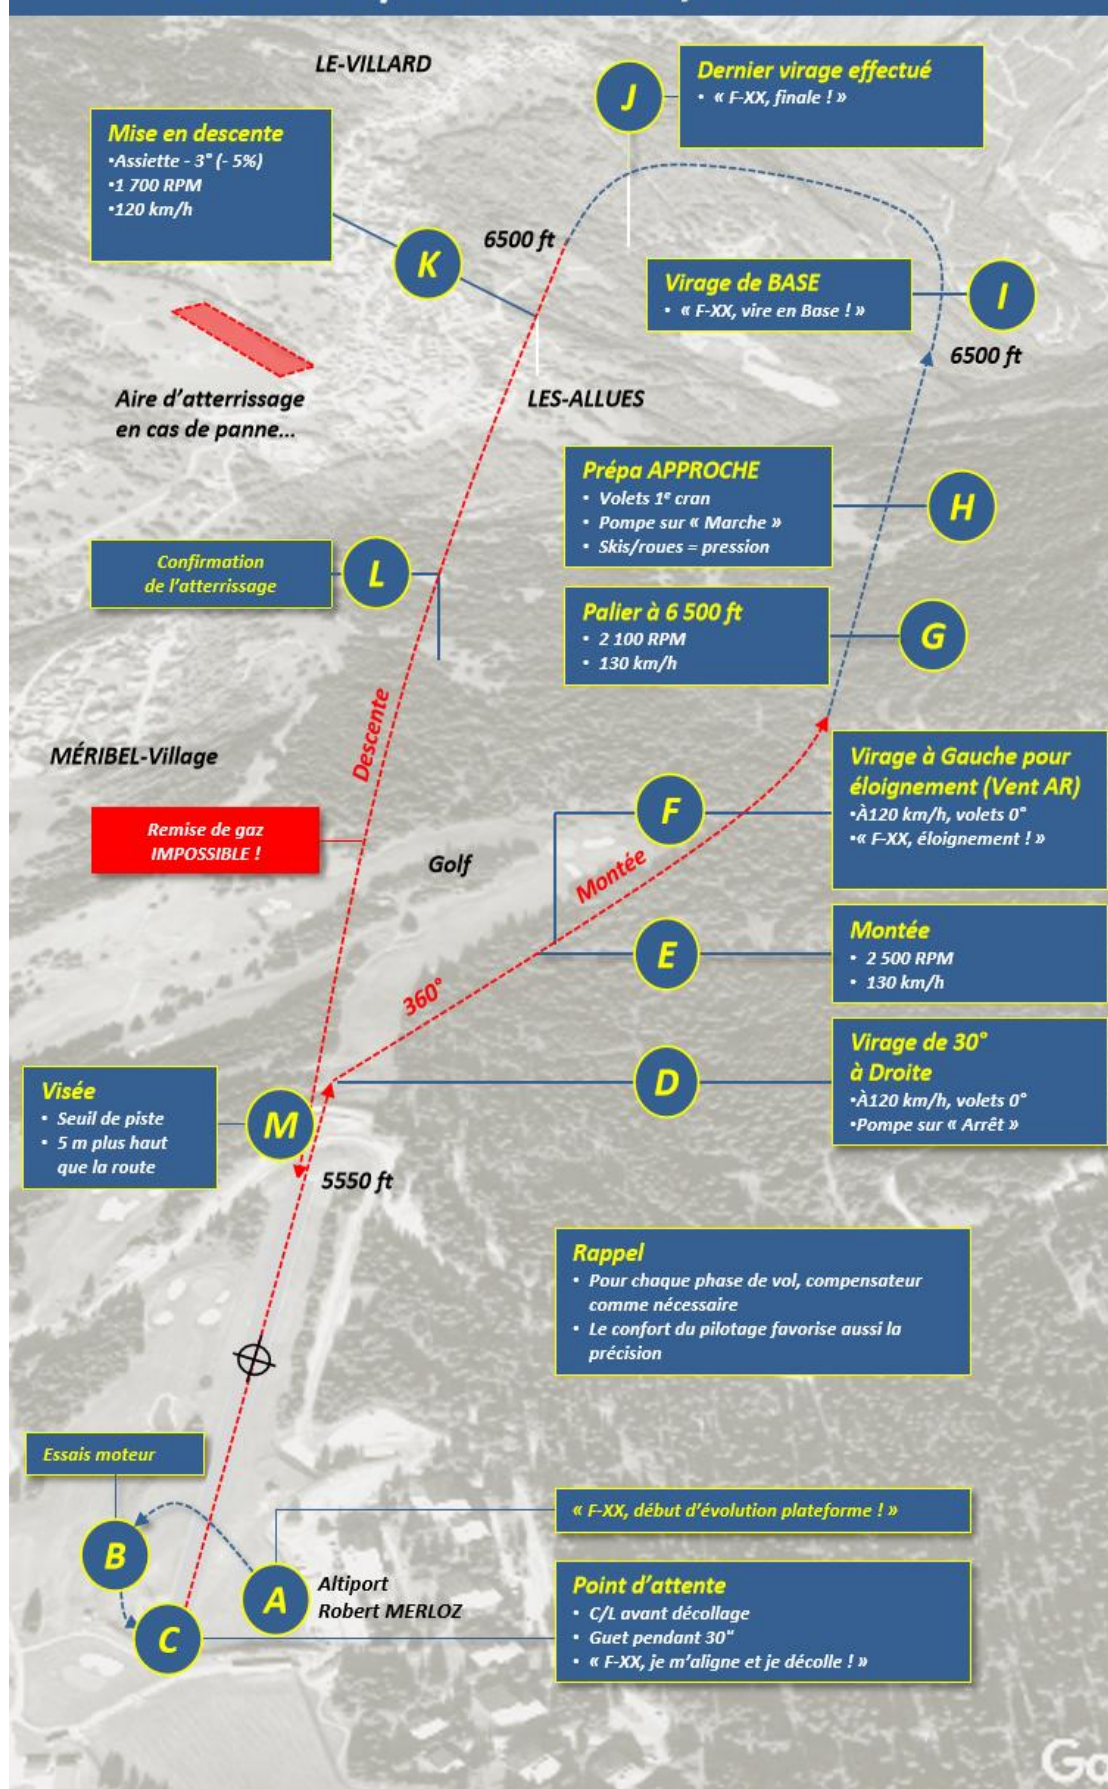 LE-VILLARD
J
Dernier virage effectué
• « F-XX, finale ! »
Mise en descente
•Assiette - 3° (- 5%)
•1 700 RPM
•120 km/h
6500 ft
K
Virage de BASE
• « F-XX, vire en Base ! »
I
6500 ft
Aire d’atterrissage
en cas de panne...
LES-ALLUES
Prépa APPROCHE
• Volets 1ᵉ cran
• Pompe sur « Marche »
• Skis/roues = pression
H
Confirmation
de l’atterrissage
L
Palier à 6 500 ft
• 2 100 RPM
• 130 km/h
G
Descente
MÉRIBEL-Village
Virage à Gauche pour
éloignement (Vent AR)
•À120 km/h, volets 0°
•« F-XX, éloignement ! »
F
Remise de gaz
IMPOSSIBLE !
Golf
Montée
Montée
• 2 500 RPM
• 130 km/h
E
360°
Virage de 30°
à Droite
•À120 km/h, volets 0°
•Pompe sur « Arrêt »
D
Visée
• Seuil de piste
• 5 m plus haut
que la route
M
5550 ft
Rappel
• Pour chaque phase de vol, compensateur
comme nécessaire
• Le confort du pilotage favorise aussi la
précision
Essais moteur
« F-XX, début d’évolution plateforme ! »
B
A
Altiport
Robert MERLOZ
C
Point d’attente
• C/L avant décollage
• Guet pendant 30"
• « F-XX, je m’aligne et je décolle ! »